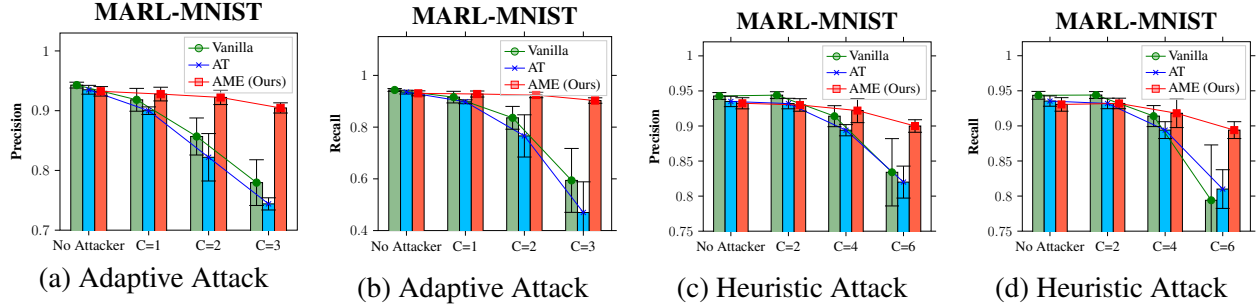 MARL-MNIST
Vanilla
AT
AME (Ours)
Precision
1
0.9
0.8
0.7
No Attacker C=1 C=2 C=3
(a) Adaptive Attack
MARL-MNIST
Vanilla
AT
AME (Ours)
Recall
1
0.8
0.6
0.4
No Attacker C=1 C=2 C=3
(b) Adaptive Attack
MARL-MNIST
Vanilla
AT
AME (Ours)
Precision
1
0.95
0.9
0.85
0.8
No Attacker C=2 C=4 C=6
(c) Heuristic Attack
MARL-MNIST
Vanilla
AT
AME (Ours)
Recall
1
0.95
0.9
0.85
0.8
No Attacker C=2 C=4 C=6
(d) Heuristic Attack